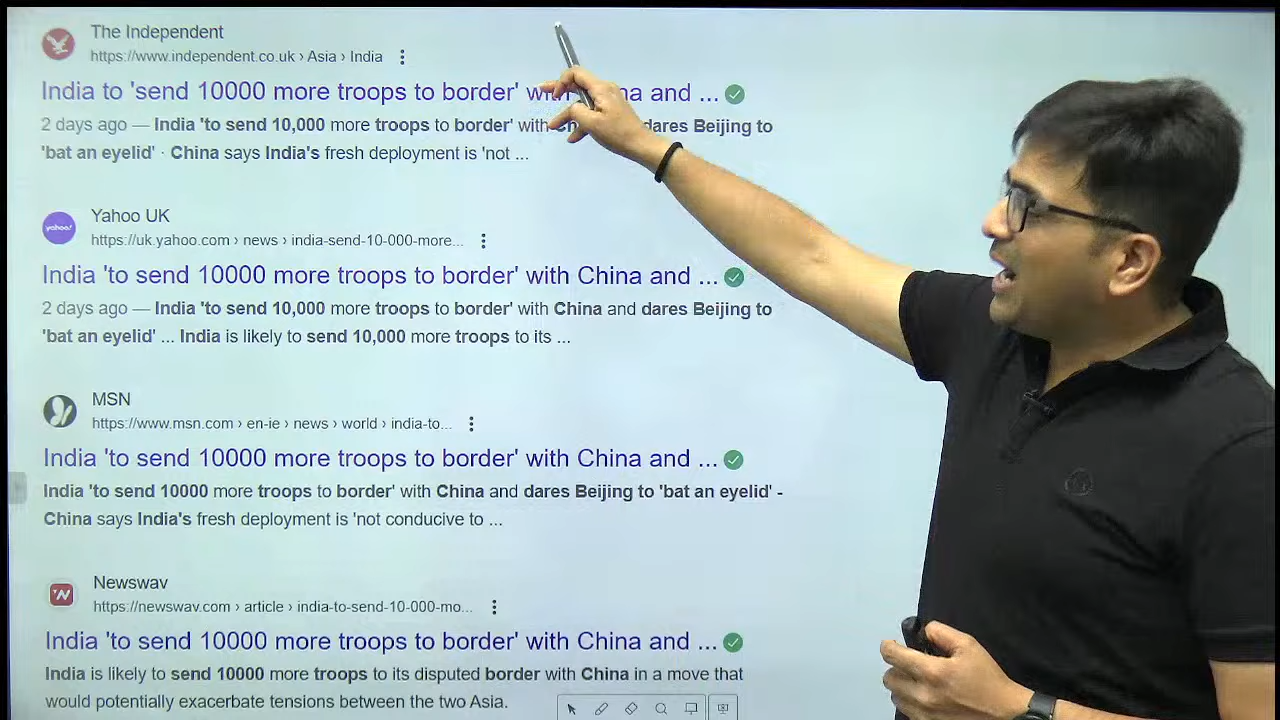 The Independent
https://www.independent.co.uk › Asia › India
India to 'send 10000 more troops to border' with China and ...
2 days ago — India 'to send 10,000 more troops to border' with China dares Beijing to
'bat an eyelid' · China says India's fresh deployment is 'not ...
Yahoo UK
yahoo!
https://uk.yahoo.com › news › india-send-10-000-more...
India 'to send 10000 more troops to border' with China and ...
2 days ago — India 'to send 10,000 more troops to border' with China and dares Beijing to
'bat an eyelid' ... India is likely to send 10,000 more troops to its ...
MSN
https://www.msn.com › en-ie › news › world › india-to...
India 'to send 10000 more troops to border' with China and ...
India 'to send 10000 more troops to border' with China and dares Beijing to 'bat an eyelid' -
China says India's fresh deployment is 'not conducive to ...
Newswav
https://newswav.com › article › india-to-send-10-000-mo...
India 'to send 10000 more troops to border' with China and ...
India is likely to send 10000 more troops to its disputed border with China in a move that
would potentially exacerbate tensions between the two Asia.